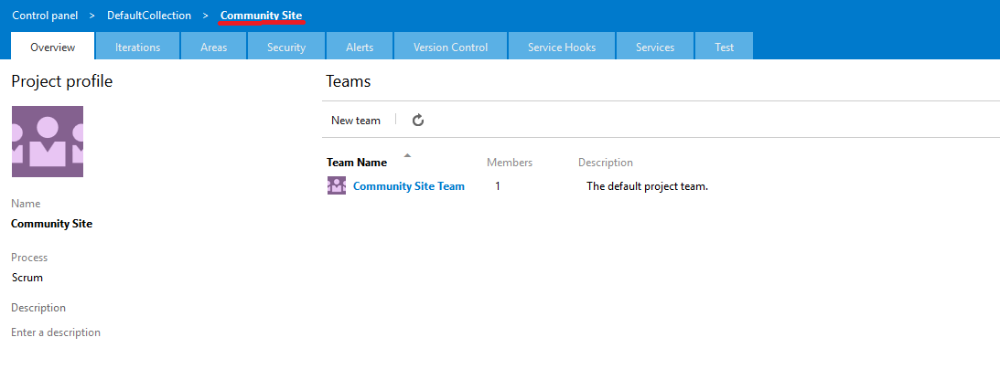 Control panel > DefaultCollection > Community Site
Overview Iterations Areas Security Alerts Version Control Service Hooks Services Test
Project profile
Name
Community Site
Process
Scrum
Description
Enter a description
Teams
New team
Team Name Members Description
Community Site Team 1 The default project team.